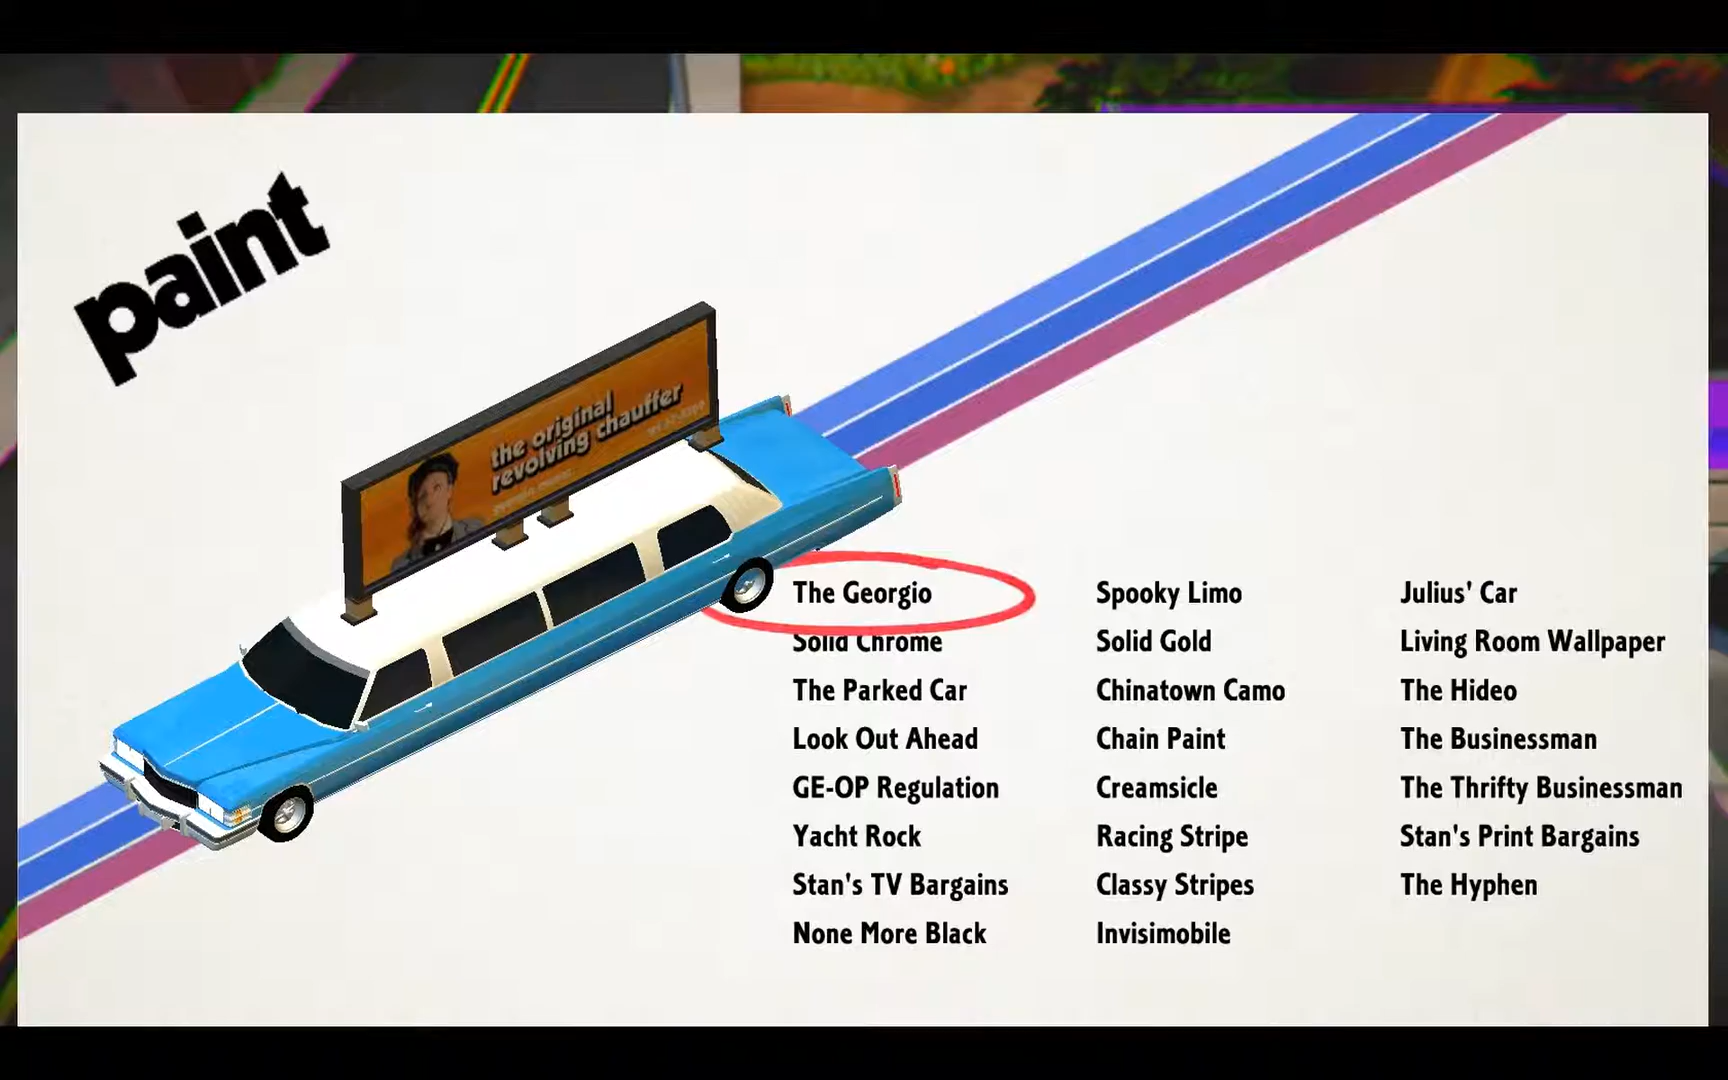 paint
the original
revolving chauffer
The Georgio
Solid Chrome
The Parked Car
Look Out Ahead
GE-OP Regulation
Yacht Rock
Stan's TV Bargains
None More Black
Spooky Limo
Solid Gold
Chinatown Camo
Chain Paint
Creamsicle
Racing Stripe
Classy Stripes
Invisimobile
Julius' Car
Living Room Wallpaper
The Hideo
The Businessman
The Thrifty Businessman
Stan's Print Bargains
The Hyphen